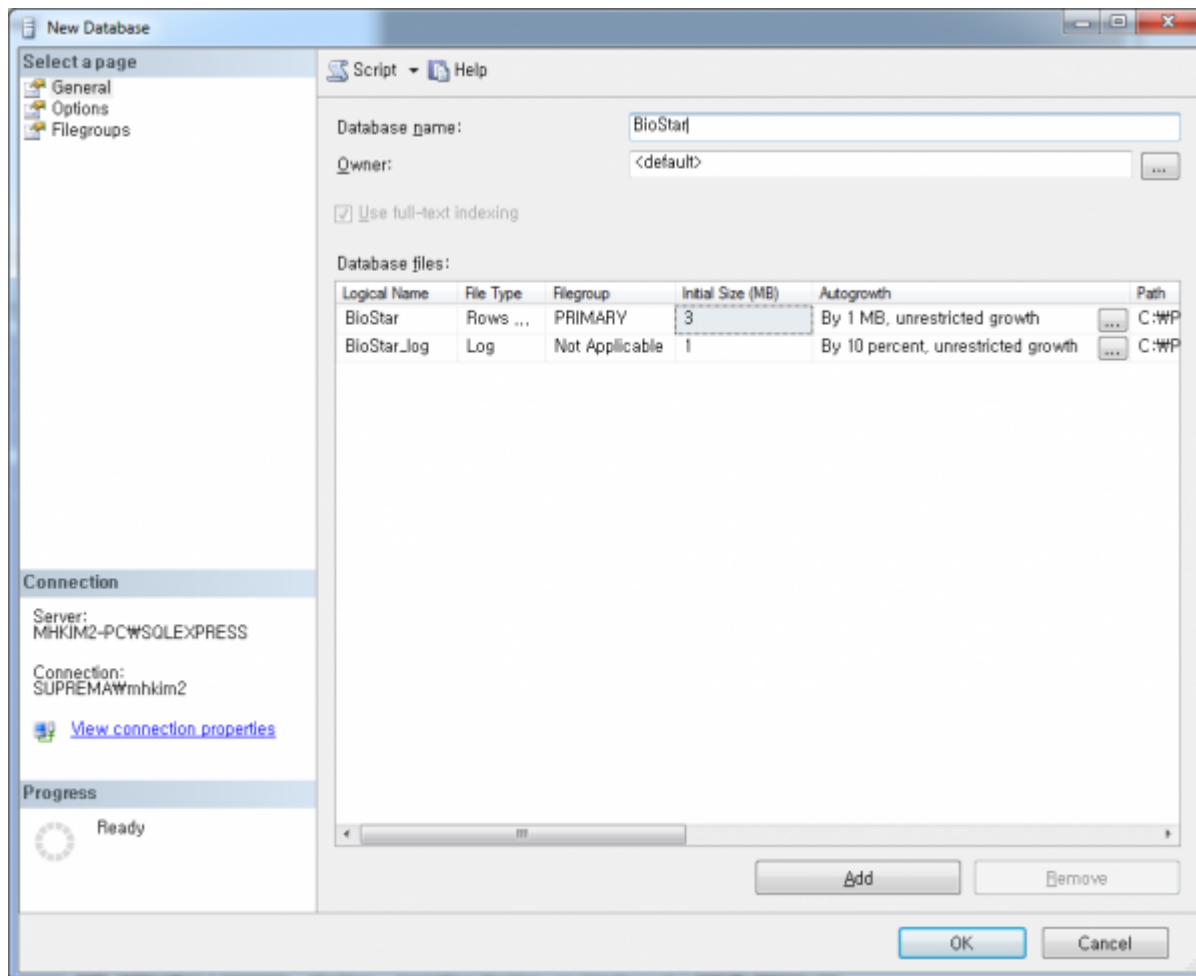 New Database
Select a page
General
Options
Filegroups
Script Help
Database name: BioStar
Owner: <default> ...
Use full-text indexing
Database files:
Logical Name File Type Filegroup Initial Size (MB) Autogrowth Path
BioStar Rows ... PRIMARY 3 By 1 MB, unrestricted growth ... C:₩P
BioStar_log Log Not Applicable 1 By 10 percent, unrestricted growth ... C:₩P
Connection
Server:
MHKIM2-PC₩SQLEXPRESS
Connection:
SUPREMA₩mhkim2
View connection properties
Progress
Ready
Add Remove
OK Cancel